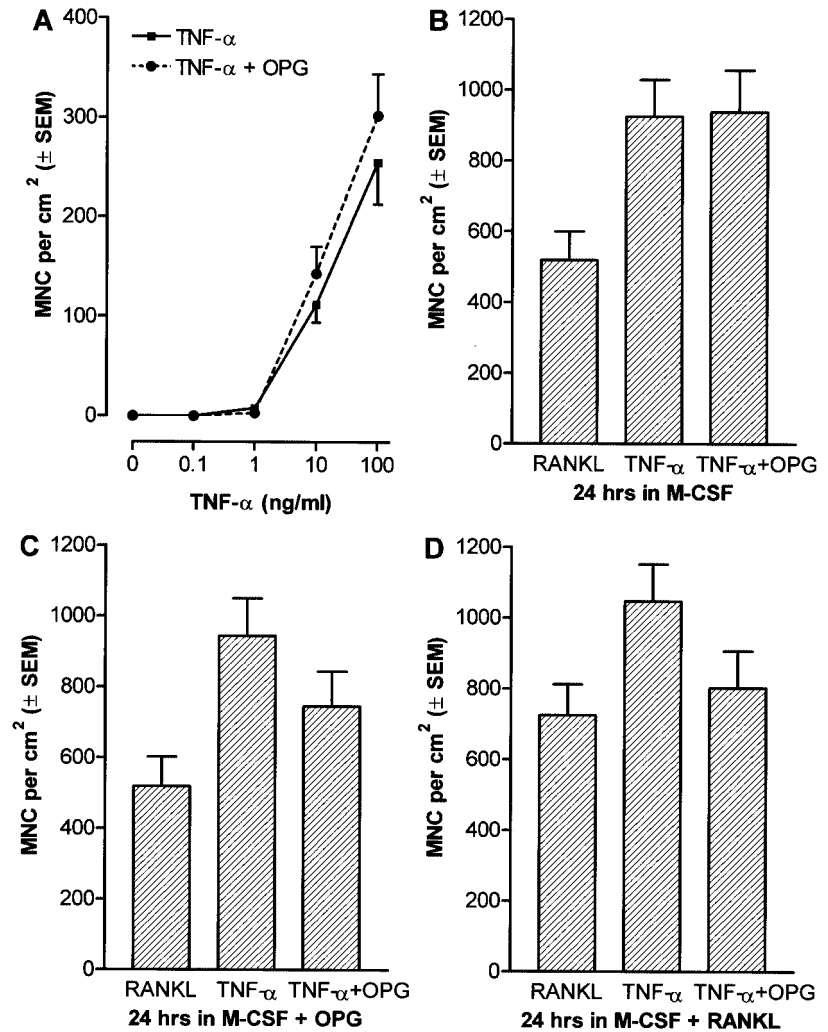 A
400
300
200
100
0
MNC per cm² (± SEM)
TNF-α
TNF-α + OPG
0 0.1 1 10 100
TNF-α (ng/ml)
B
1200
1000
800
600
400
200
0
MNC per cm² (± SEM)
RANKL TNF-α TNF-α+OPG
24 hrs in M-CSF
C
1200
1000
800
600
400
200
0
MNC per cm² (± SEM)
RANKL TNF-α TNF-α+OPG
24 hrs in M-CSF + OPG
D
1200
1000
800
600
400
200
0
MNC per cm² (± SEM)
RANKL TNF-α TNF-α+OPG
24 hrs in M-CSF + RANKL